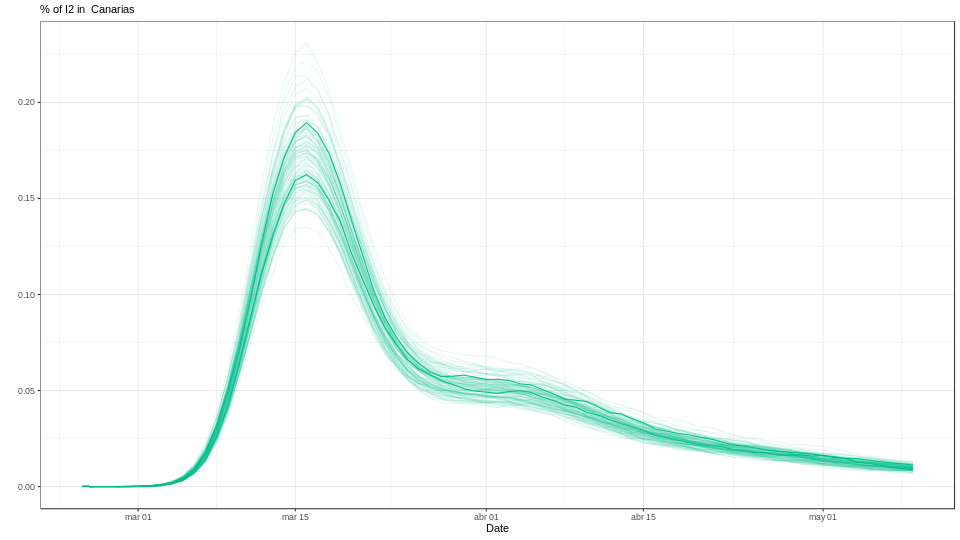 % of I2 in  Canarias
0.20
0.15
0.10
0.05
0.00
mar 01
mar 15
abr 01
abr 15
may 01
Date